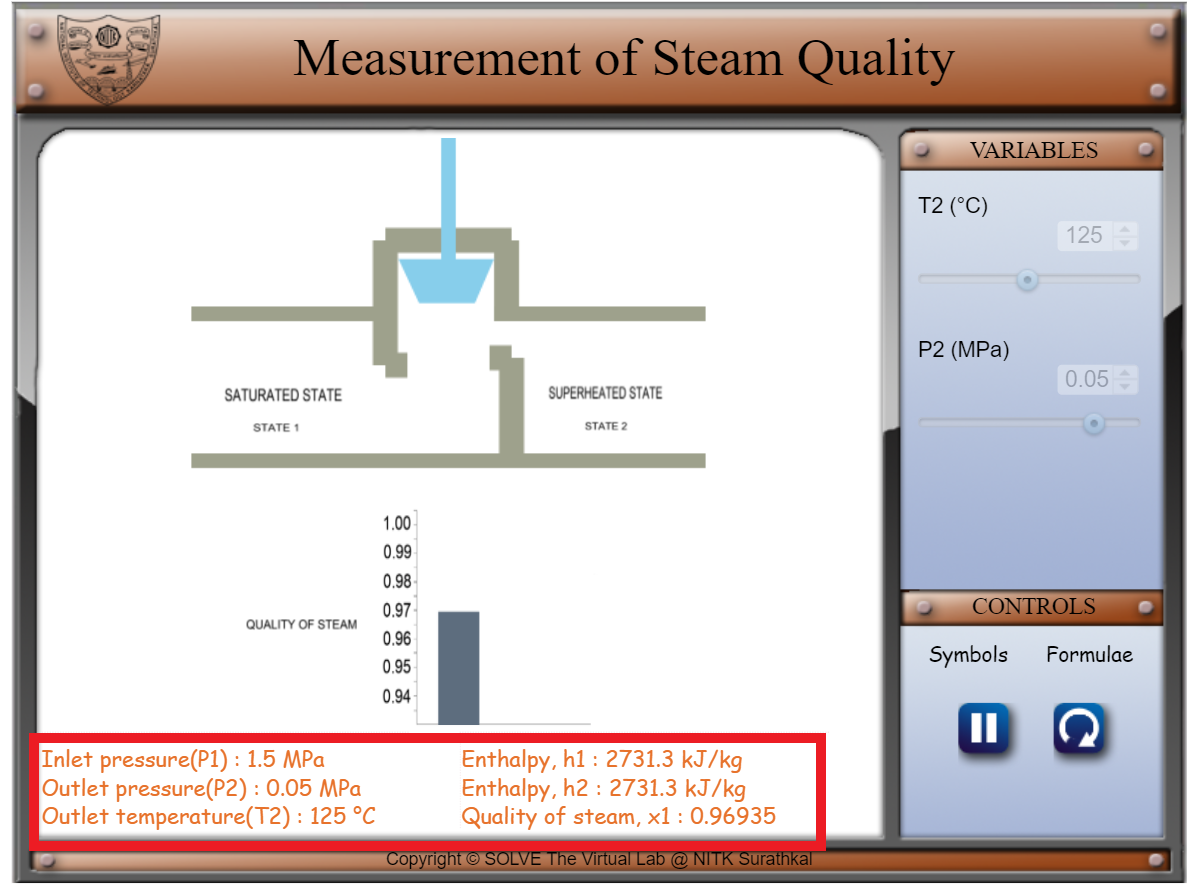 Measurement of Steam Quality
SATURATED STATE
STATE 1
SUPERHEATED STATE
STATE 2
QUALITY OF STEAM
1.00
0.99
0.98
0.97
0.96
0.95
0.94
Inlet pressure(P1) : 1.5 MPa
Outlet pressure(P2) : 0.05 MPa
Outlet temperature(T2) : 125 °C
Enthalpy, h1 : 2731.3 kJ/kg
Enthalpy, h2 : 2731.3 kJ/kg
Quality of steam, x1 : 0.96935
VARIABLES
T2 (°C)
125
P2 (MPa)
0.05
CONTROLS
Symbols Formulae
Copyright © SOLVE The Virtual Lab @ NITK Surathkal